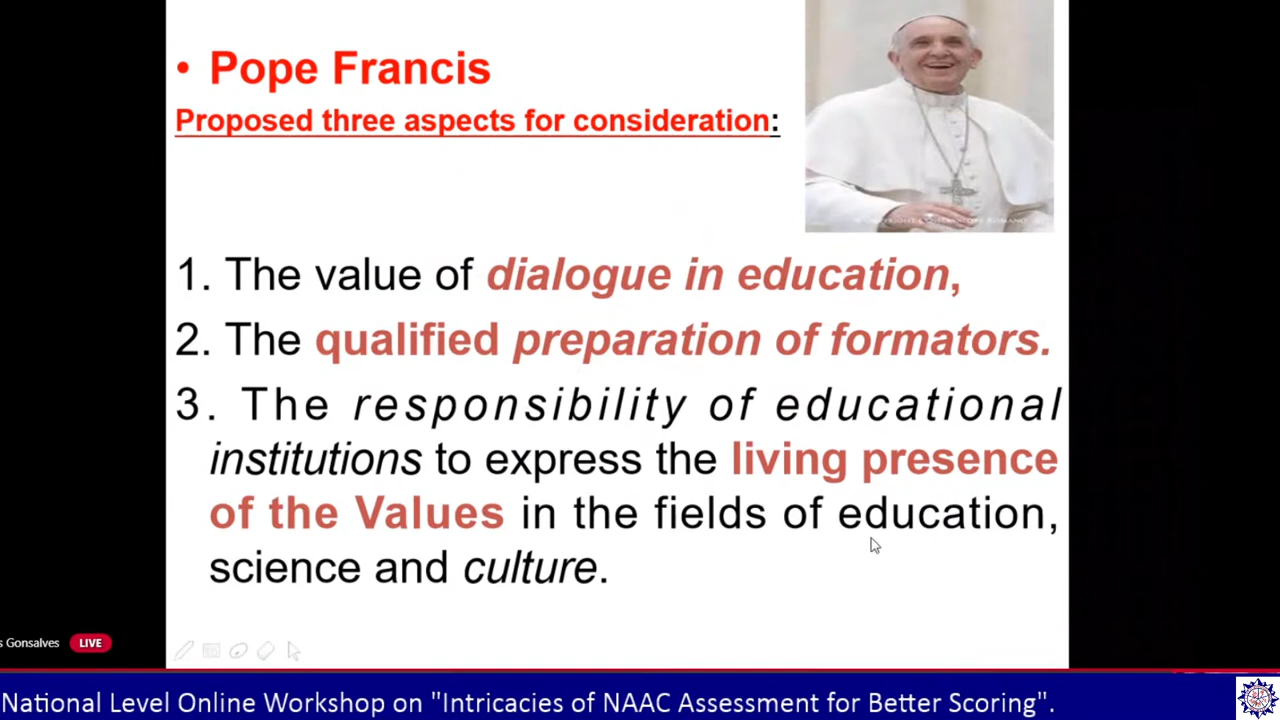 • Pope Francis
Proposed three aspects for consideration:
1. The value of dialogue in education,
2. The qualified preparation of formators.
3. The responsibility of educational
institutions to express the living presence
of the Values in the fields of education,
science and culture.
s Gonsalves LIVE
National Level Online Workshop on "Intricacies of NAAC Assessment for Better Scoring".